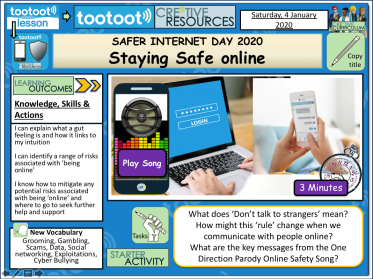 tootoot
lesson
tootoot
CREATIVE
RESOURCES
Saturday, 4 January
2020
SAFER INTERNET DAY 2020
Staying Safe online
Copy
title
tootoot
LEARNING
OUTCOMES
Knowledge, Skills &
Actions
I can explain what a gut
feeling is and how it links to
my intuition
I can identify a range of risks
associated with 'being
online'
I know how to mitigate any
potential risks associated
with being 'online' and
where to go to seek further
help and support
LOGIN
Play Song
3 Minutes
New Vocabulary
Grooming, Gambling,
Scams, Data, Social
networking, Exploitations,
Cyber Bullying
Tasks
STARTER
ACTIVITY
What does 'Don't talk to strangers' mean?
How might this 'rule' change when we
communicate with people online?
What are the key messages from the One
Direction Parody Online Safety Song?